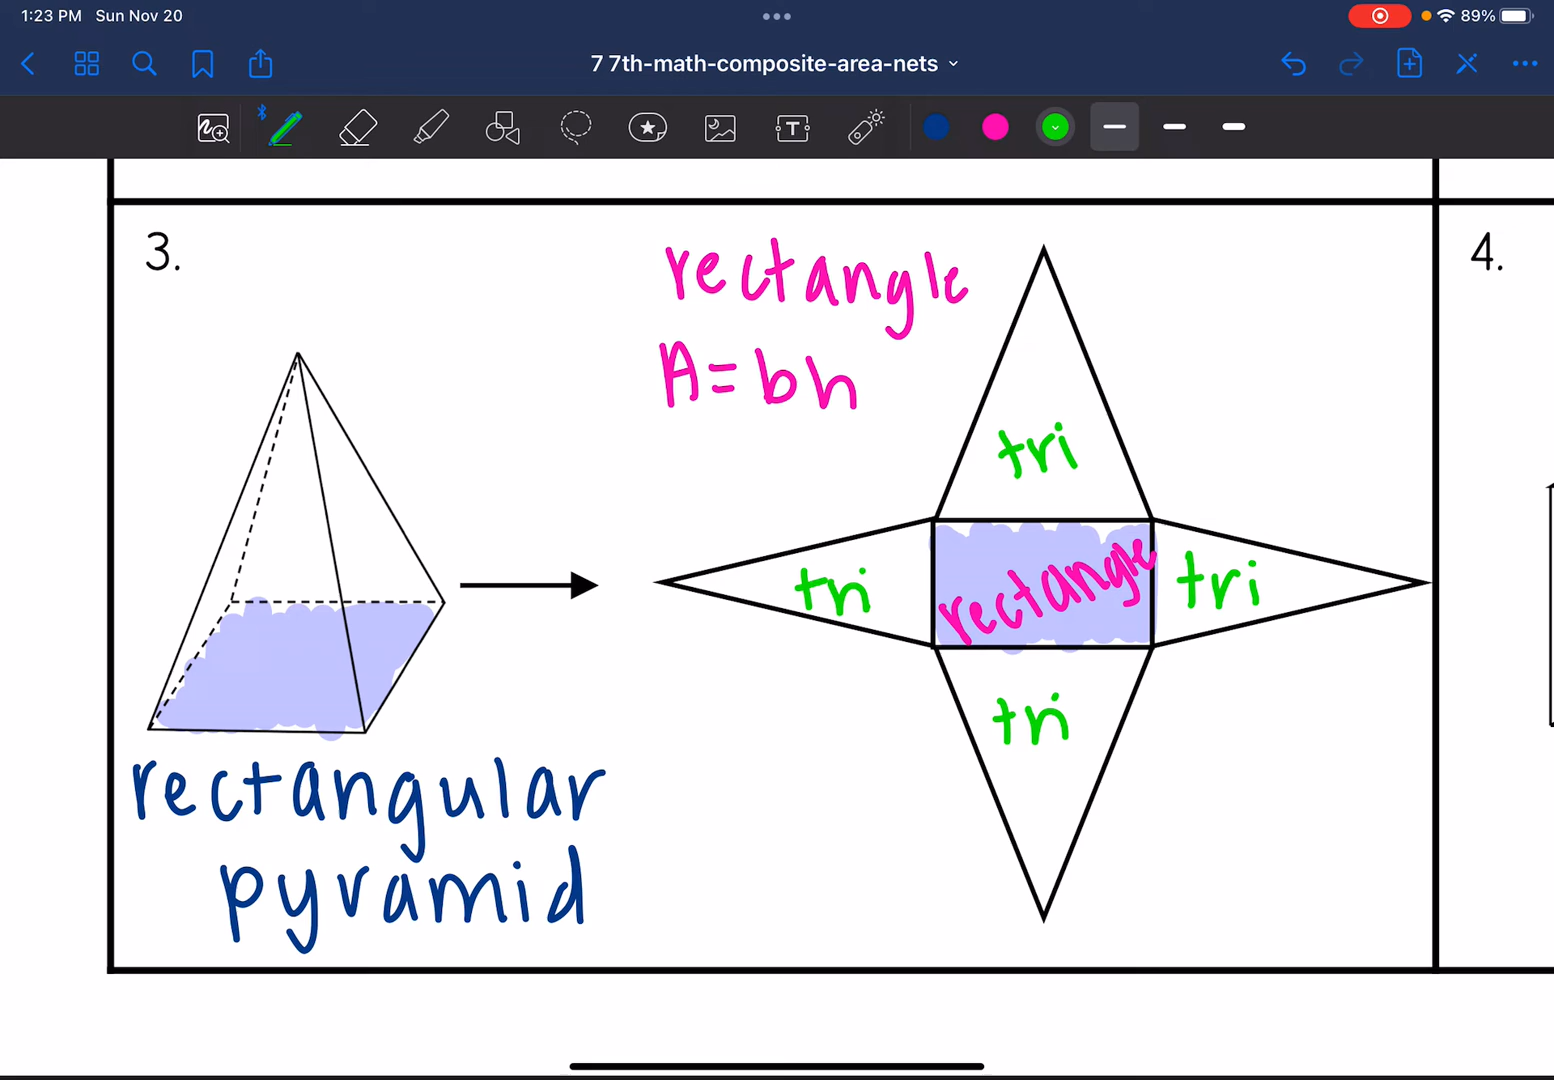 1:23 PM Sun Nov 20
89%
7 7th-math-composite-area-nets
T
3.
4.
rectangle
A=bh
tri
tri
rectangle
tri
tri
rectangular
pyramid